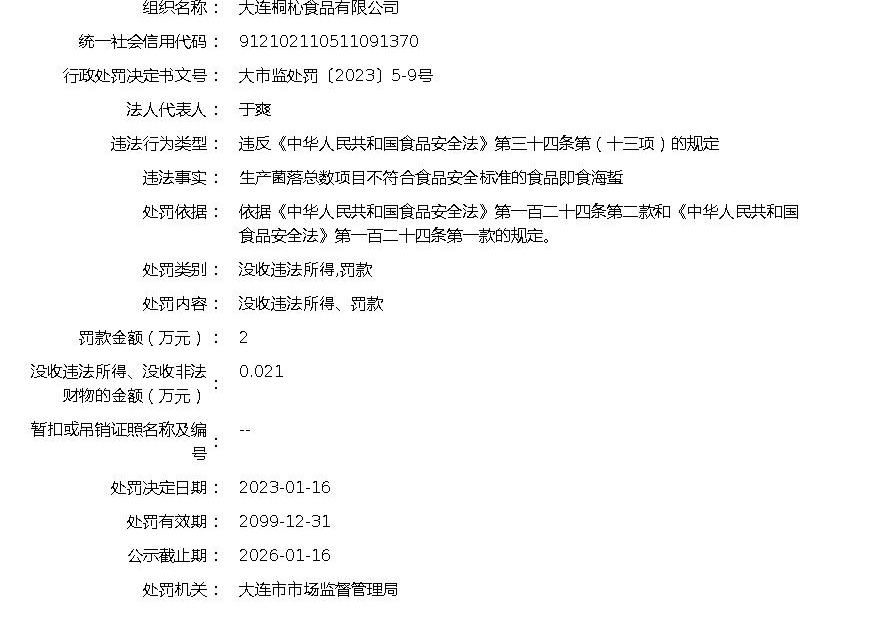 组织名称： 大连桐杺食品有限公司
统一社会信用代码： 912102110511091370
行政处罚决定书文号： 大市监处罚〔2023〕5-9号
法人代表人： 于爽
违法行为类型： 违反《中华人民共和国食品安全法》第三十四条第（十三项）的规定
违法事实： 生产菌落总数项目不符合食品安全标准的食品即食海蜇
处罚依据： 依据《中华人民共和国食品安全法》第一百二十四条第二款和《中华人民共和国
食品安全法》第一百二十四条第一款的规定。
处罚类别： 没收违法所得,罚款
处罚内容： 没收违法所得、罚款
罚款金额（万元）： 2
没收违法所得、没收非法
财物的金额（万元）： 0.021
暂扣或吊销证照名称及编
号： --
处罚决定日期： 2023-01-16
处罚有效期： 2099-12-31
公示截止期： 2026-01-16
处罚机关： 大连市市场监督管理局